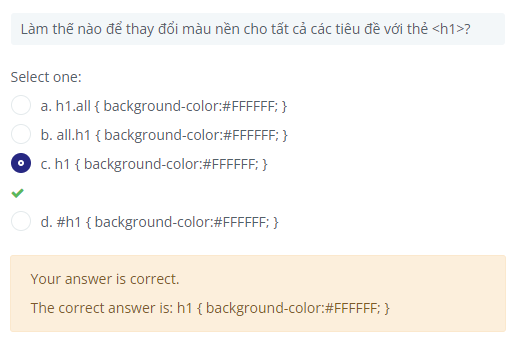 Làm thế nào để thay đổi màu nền cho tất cả các tiêu đề với thẻ <h1>?
Select one:
a. h1.all { background-color:#FFFFFF; }
b. all.h1 { background-color:#FFFFFF; }
c. h1 { background-color:#FFFFFF; }
d. #h1 { background-color:#FFFFFF; }
Your answer is correct.
The correct answer is: h1 { background-color:#FFFFFF; }